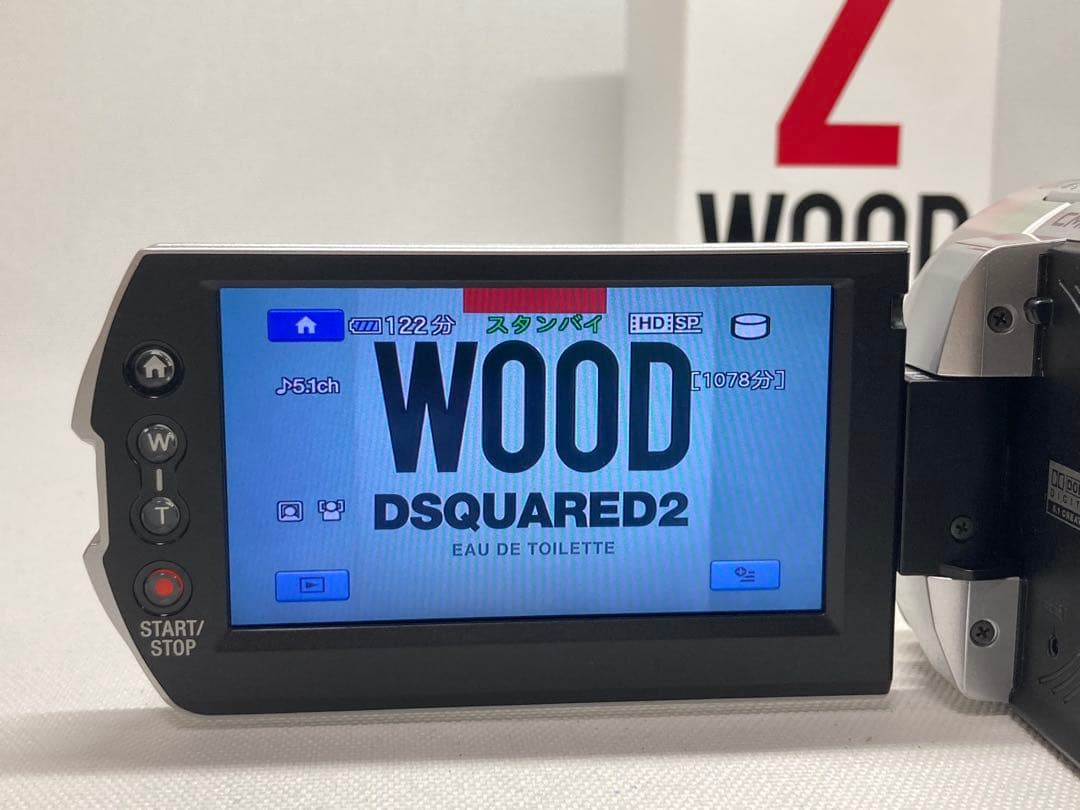 WOOD
122分 スタンバイ HD SP
♪5.1ch
[1078分]
WOOD
DSQUARED2
EAU DE TOILETTE
W
T
START/
STOP